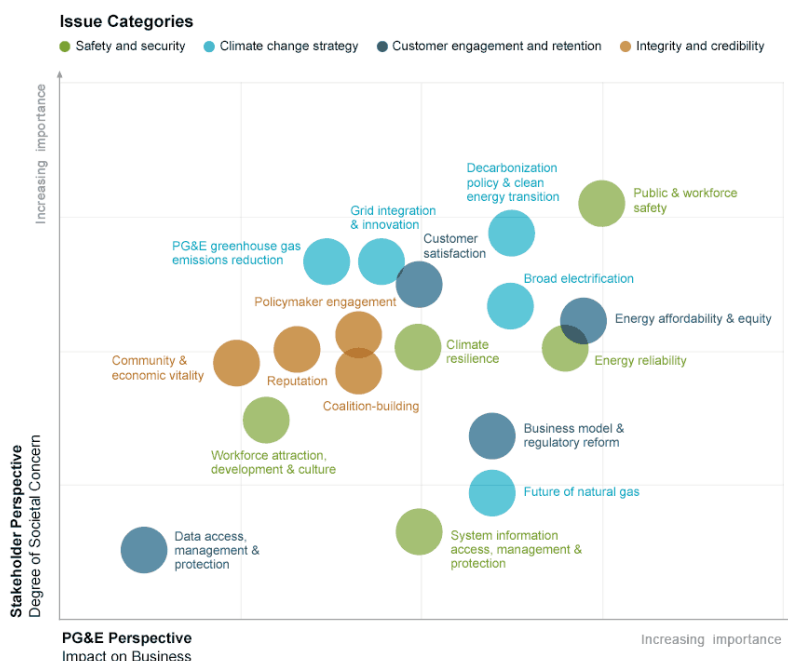 Issue Categories
Safety and security
Climate change strategy
Customer engagement and retention
Integrity and credibility
Increasing importance
Decarbonization
policy & clean
energy transition
Public & workforce
safety
Grid integration
& innovation
Customer
satisfaction
PG&E greenhouse gas
emissions reduction
Broad electrification
Policymaker engagement
Energy affordability & equity
Climate
resilience
Energy reliability
Community &
economic vitality
Reputation
Coalition-building
Business model &
regulatory reform
Workforce attraction,
development & culture
Future of natural gas
System information
access, management &
protection
Data access,
management &
protection
Stakeholder Perspective
Degree of Societal Concern
PG&E Perspective
Impact on Business
Increasing importance